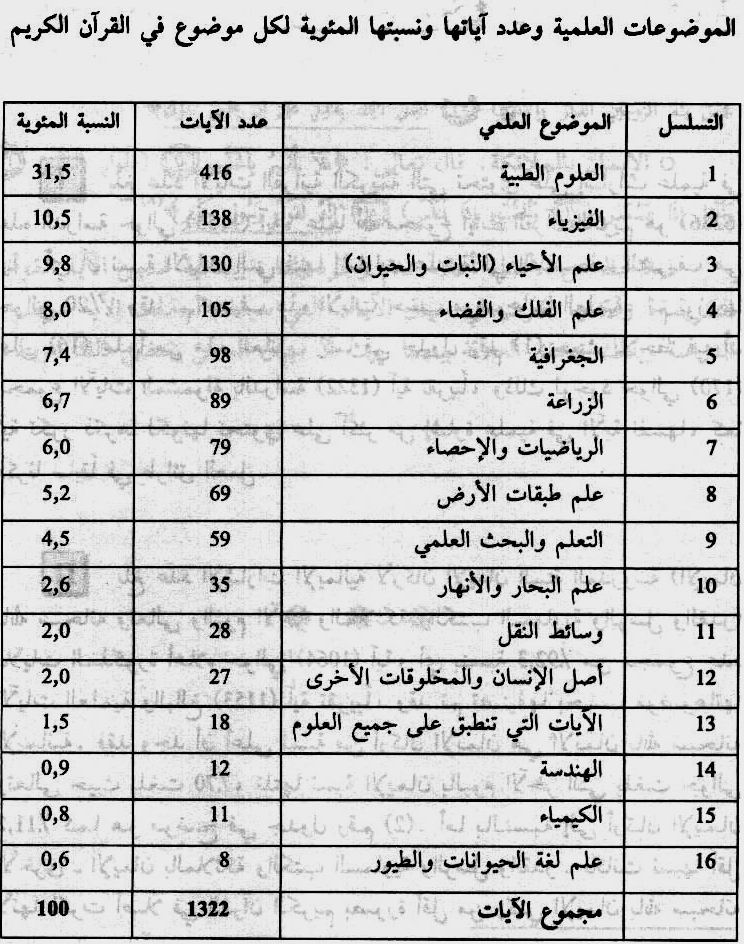 الموضوعات العلمية وعدد آياتها ونسبتها المئوية لكل موضوع في القرآن الكريم
التسلسل الموضوع العلمي عدد الآيات النسبة المئوية
1 العلوم الطبية 416 31,5
2 الفيزياء 138 10,5
3 علم الأحياء (النبات والحيوان) 130 9,8
4 علم الفلك والفضاء 105 8,0
5 الجغرافية 98 7,4
6 الزراعة 89 6,7
7 الرياضيات والإحصاء 79 6,0
8 علم طبقات الأرض 69 5,2
9 التعلم والبحث العلمي 59 4,5
10 علم البحار والأنهار 35 2,6
11 وسائط النقل 28 2,0
12 أصل الإنسان والمخلوقات الأخرى 27 2,0
13 الآيات التي تنطبق على جميع العلوم 18 1,5
14 الهندسة 12 0,9
15 الكيمياء 11 0,8
16 علم لغة الحيوانات والطيور 8 0,6
مجموع الآيات 1322 100